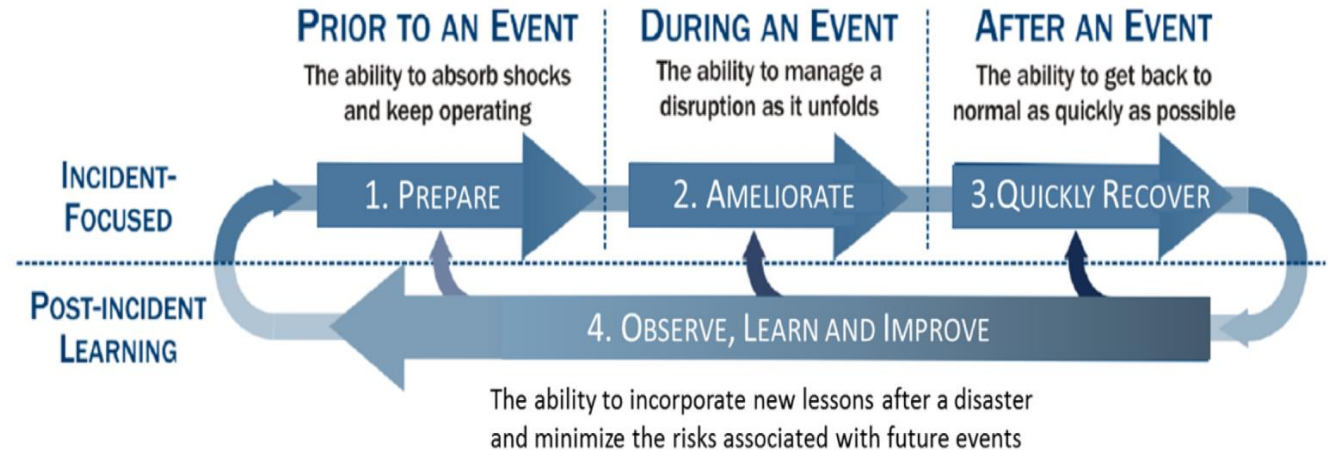 PRIOR TO AN EVENT
The ability to absorb shocks
and keep operating
DURING AN EVENT
The ability to manage a
disruption as it unfolds
AFTER AN EVENT
The ability to get back to
normal as quickly as possible
INCIDENT-
FOCUSED
1. PREPARE
2. AMELIORATE
3.QUICKLY RECOVER
POST-INCIDENT
LEARNING
4. OBSERVE, LEARN AND IMPROVE
The ability to incorporate new lessons after a disaster
and minimize the risks associated with future events